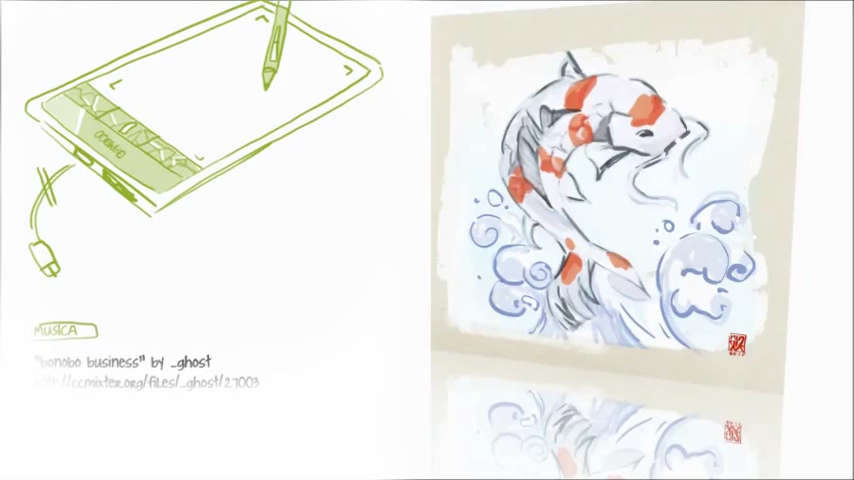 MUSICA
"bonobo business" by _ghost
http://ccmixter.org/files/_ghost/27003